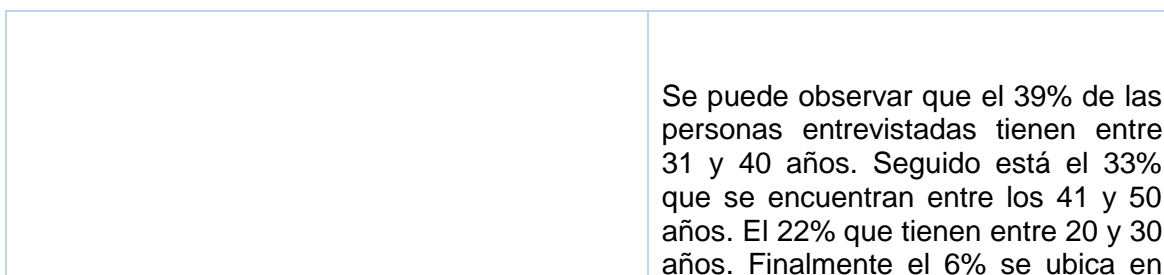 Se puede observar que el 39% de las
personas entrevistadas tienen entre
31 y 40 años. Seguido está el 33%
que se encuentran entre los 41 y 50
años. El 22% que tienen entre 20 y 30
años. Finalmente el 6% se ubica en